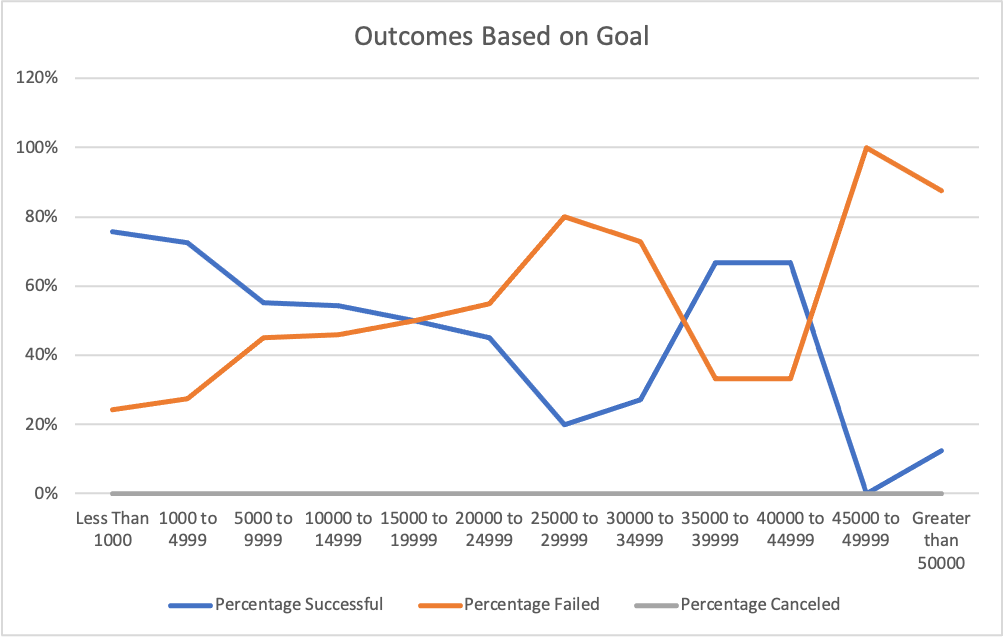 Outcomes Based on Goal
120%
100%
80%
60%
40%
20%
0%
Less Than 1000 to 5000 to 10000 to 15000 to 20000 to 25000 to 30000 to 35000 to 40000 to 45000 to Greater
1000 4999 9999 14999 19999 24999 29999 34999 39999 44999 49999 than
50000
Percentage Successful Percentage Failed Percentage Canceled